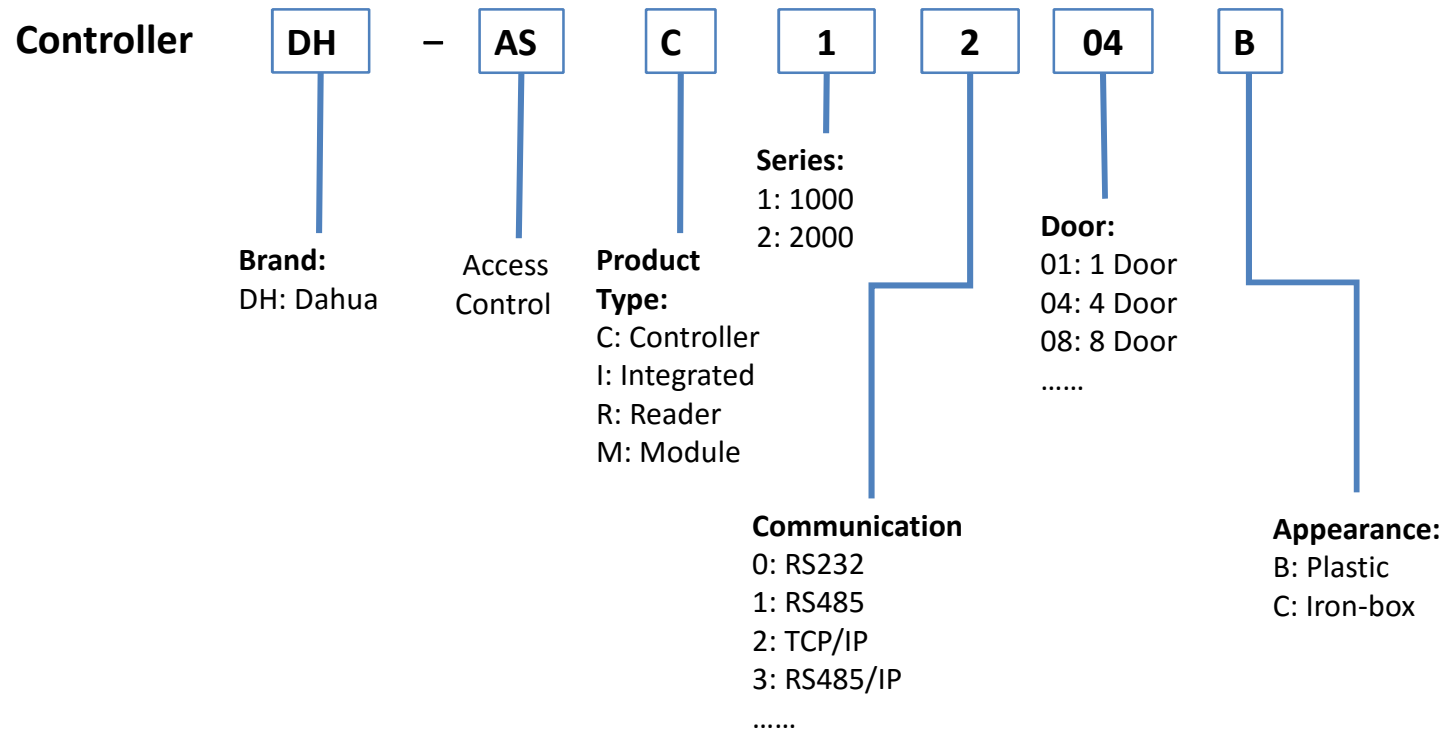 Controller DH – AS C 1 2 04 B
Brand:
DH: Dahua
Access
Control
Product
Type:
C: Controller
I: Integrated
R: Reader
M: Module
Series:
1: 1000
2: 2000
Communication
0: RS232
1: RS485
2: TCP/IP
3: RS485/IP
......
Door:
01: 1 Door
04: 4 Door
08: 8 Door
......
Appearance:
B: Plastic
C: Iron-box